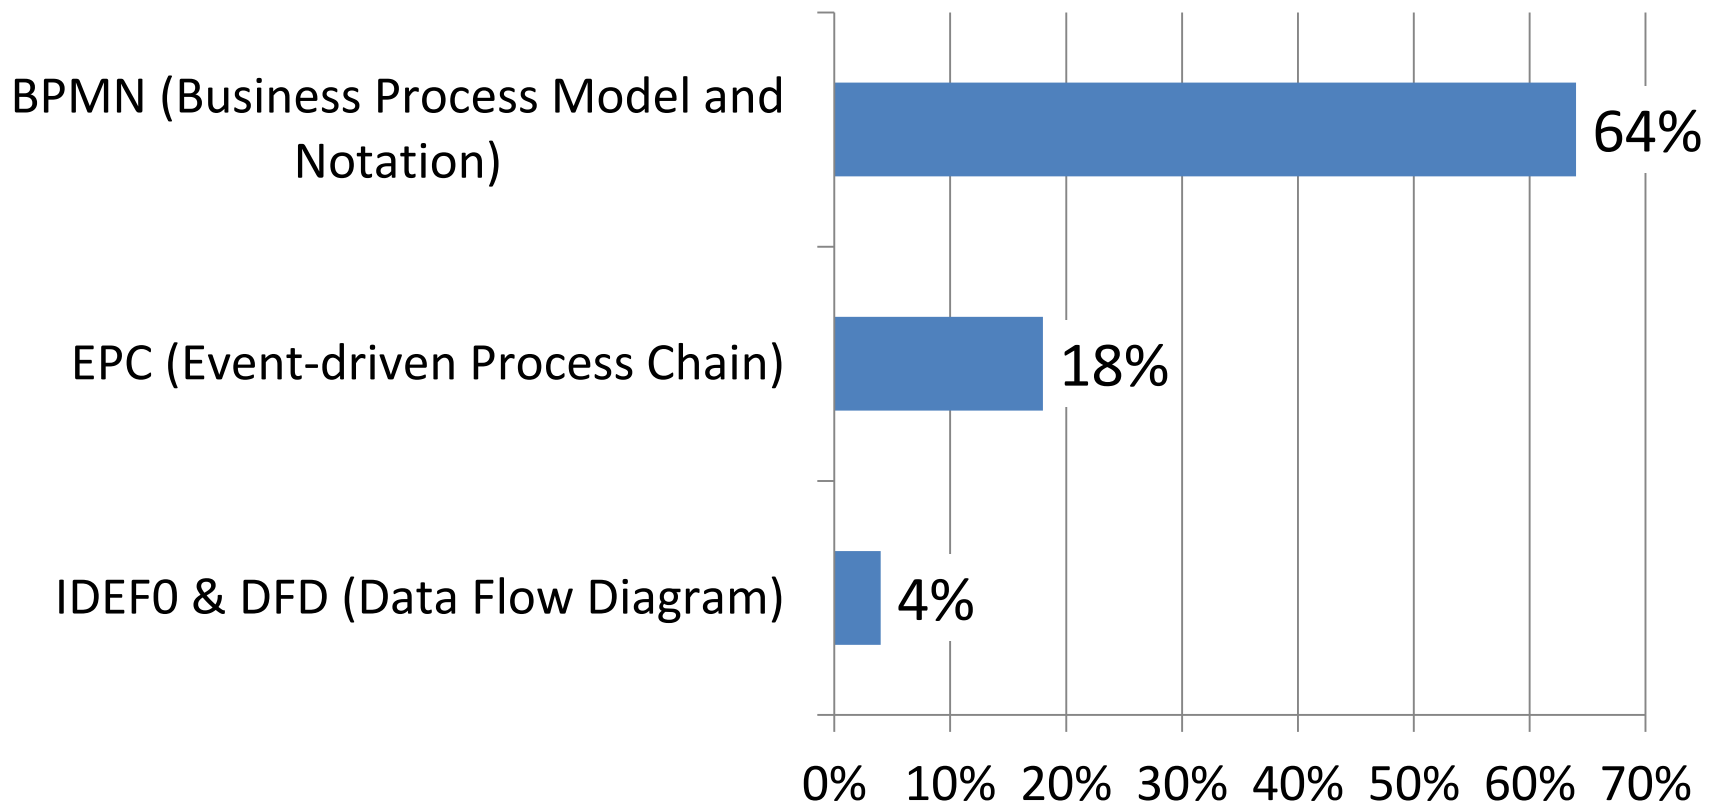 BPMN (Business Process Model and
Notation)
64%
EPC (Event-driven Process Chain)
18%
IDEF0 & DFD (Data Flow Diagram)
4%
0% 10% 20% 30% 40% 50% 60% 70%